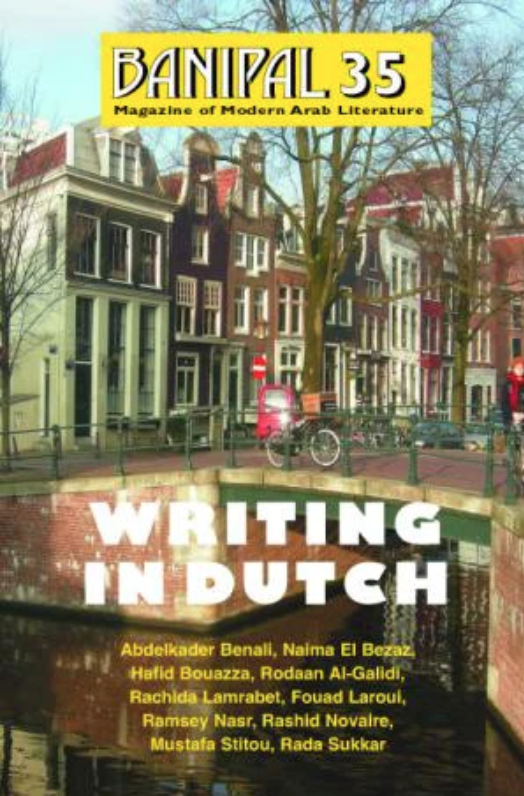 BANIPAL 35
Magazine of Modern Arab Literature
WRITING
IN DUTCH
Abdelkader Benali, Naima El Bezaz,
Hafid Bouazza, Rodaan Al-Galidi,
Rachida Lamrabet, Fouad Laroui,
Ramsey Nasr, Rashid Novaire,
Mustafa Stitou, Rada Sukkar